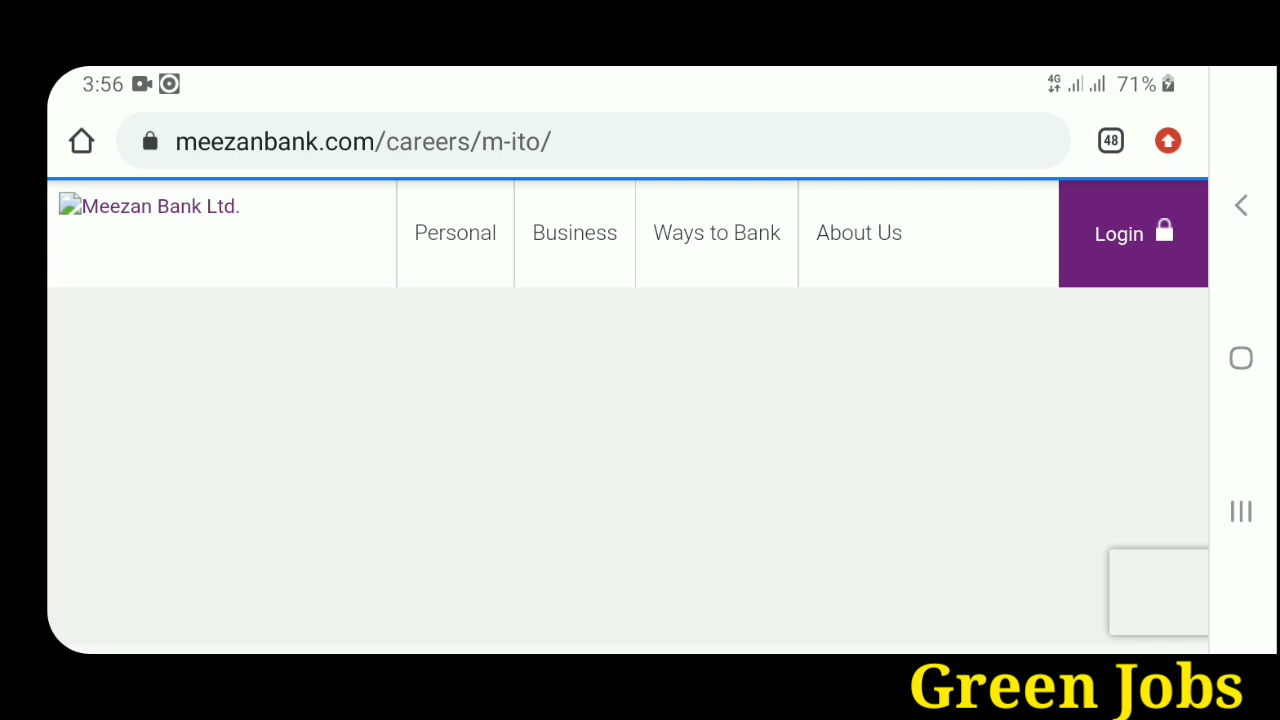 3:56 4G 71%
meezanbank.com/careers/m-ito/ 48
Meezan Bank Ltd. Personal Business Ways to Bank About Us Login
Green Jobs